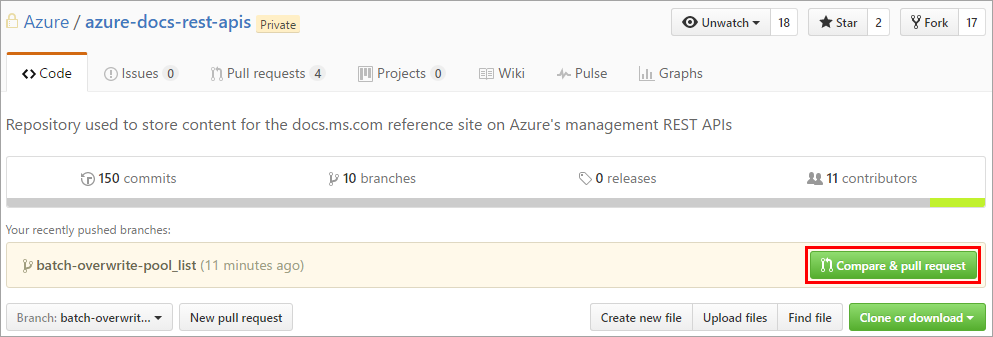 Azure / azure-docs-rest-apis Private Unwatch 18 Star 2 Fork 17
Code Issues 0 Pull requests 4 Projects 0 Wiki Pulse Graphs
Repository used to store content for the docs.ms.com reference site on Azure's management REST APIs
150 commits 10 branches 0 releases 11 contributors
Your recently pushed branches:
batch-overwrite-pool_list (11 minutes ago) Compare & pull request
Branch: batch-overwrit... New pull request Create new file Upload files Find file Clone or download